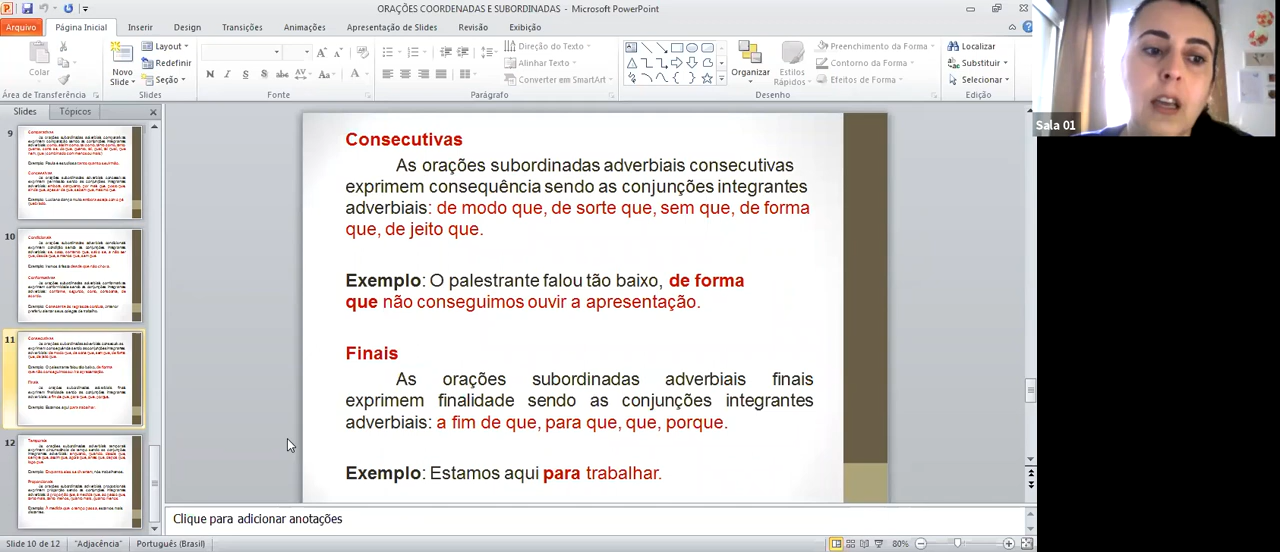 ORAÇÕES COORDENADAS E SUBORDINADAS - Microsoft PowerPoint
Arquivo Página Inicial Inserir Design Transições Animações Apresentação de Slides Revisão Exibição
Colar
Novo
Slide
Layout
Redefinir
Seção
N I S
Direção do Texto
Alinhar Texto
Converter em SmartArt
Organizar
Estilos
Rápidos
Preenchimento da Forma
Contorno da Forma
Efeitos de Forma
Localizar
Substituir
Selecionar
Área de Transferência Slides Fonte Parágrafo Desenho Edição
Sala 01
Slides Tópicos
9
10
11
12
Consecutivas
As orações subordinadas adverbiais consecutivas
exprimem consequência sendo as conjunções integrantes
adverbiais: de modo que, de sorte que, sem que, de forma
que, de jeito que.
Exemplo: O palestrante falou tão baixo, de forma
que não conseguimos ouvir a apresentação.
Finais
As orações subordinadas adverbiais finais
exprimem finalidade sendo as conjunções integrantes
adverbiais: a fim de que, para que, que, porque.
Exemplo: Estamos aqui para trabalhar.
Clique para adicionar anotações
Slide 10 de 12 "Adjacência" Português (Brasil) 80%